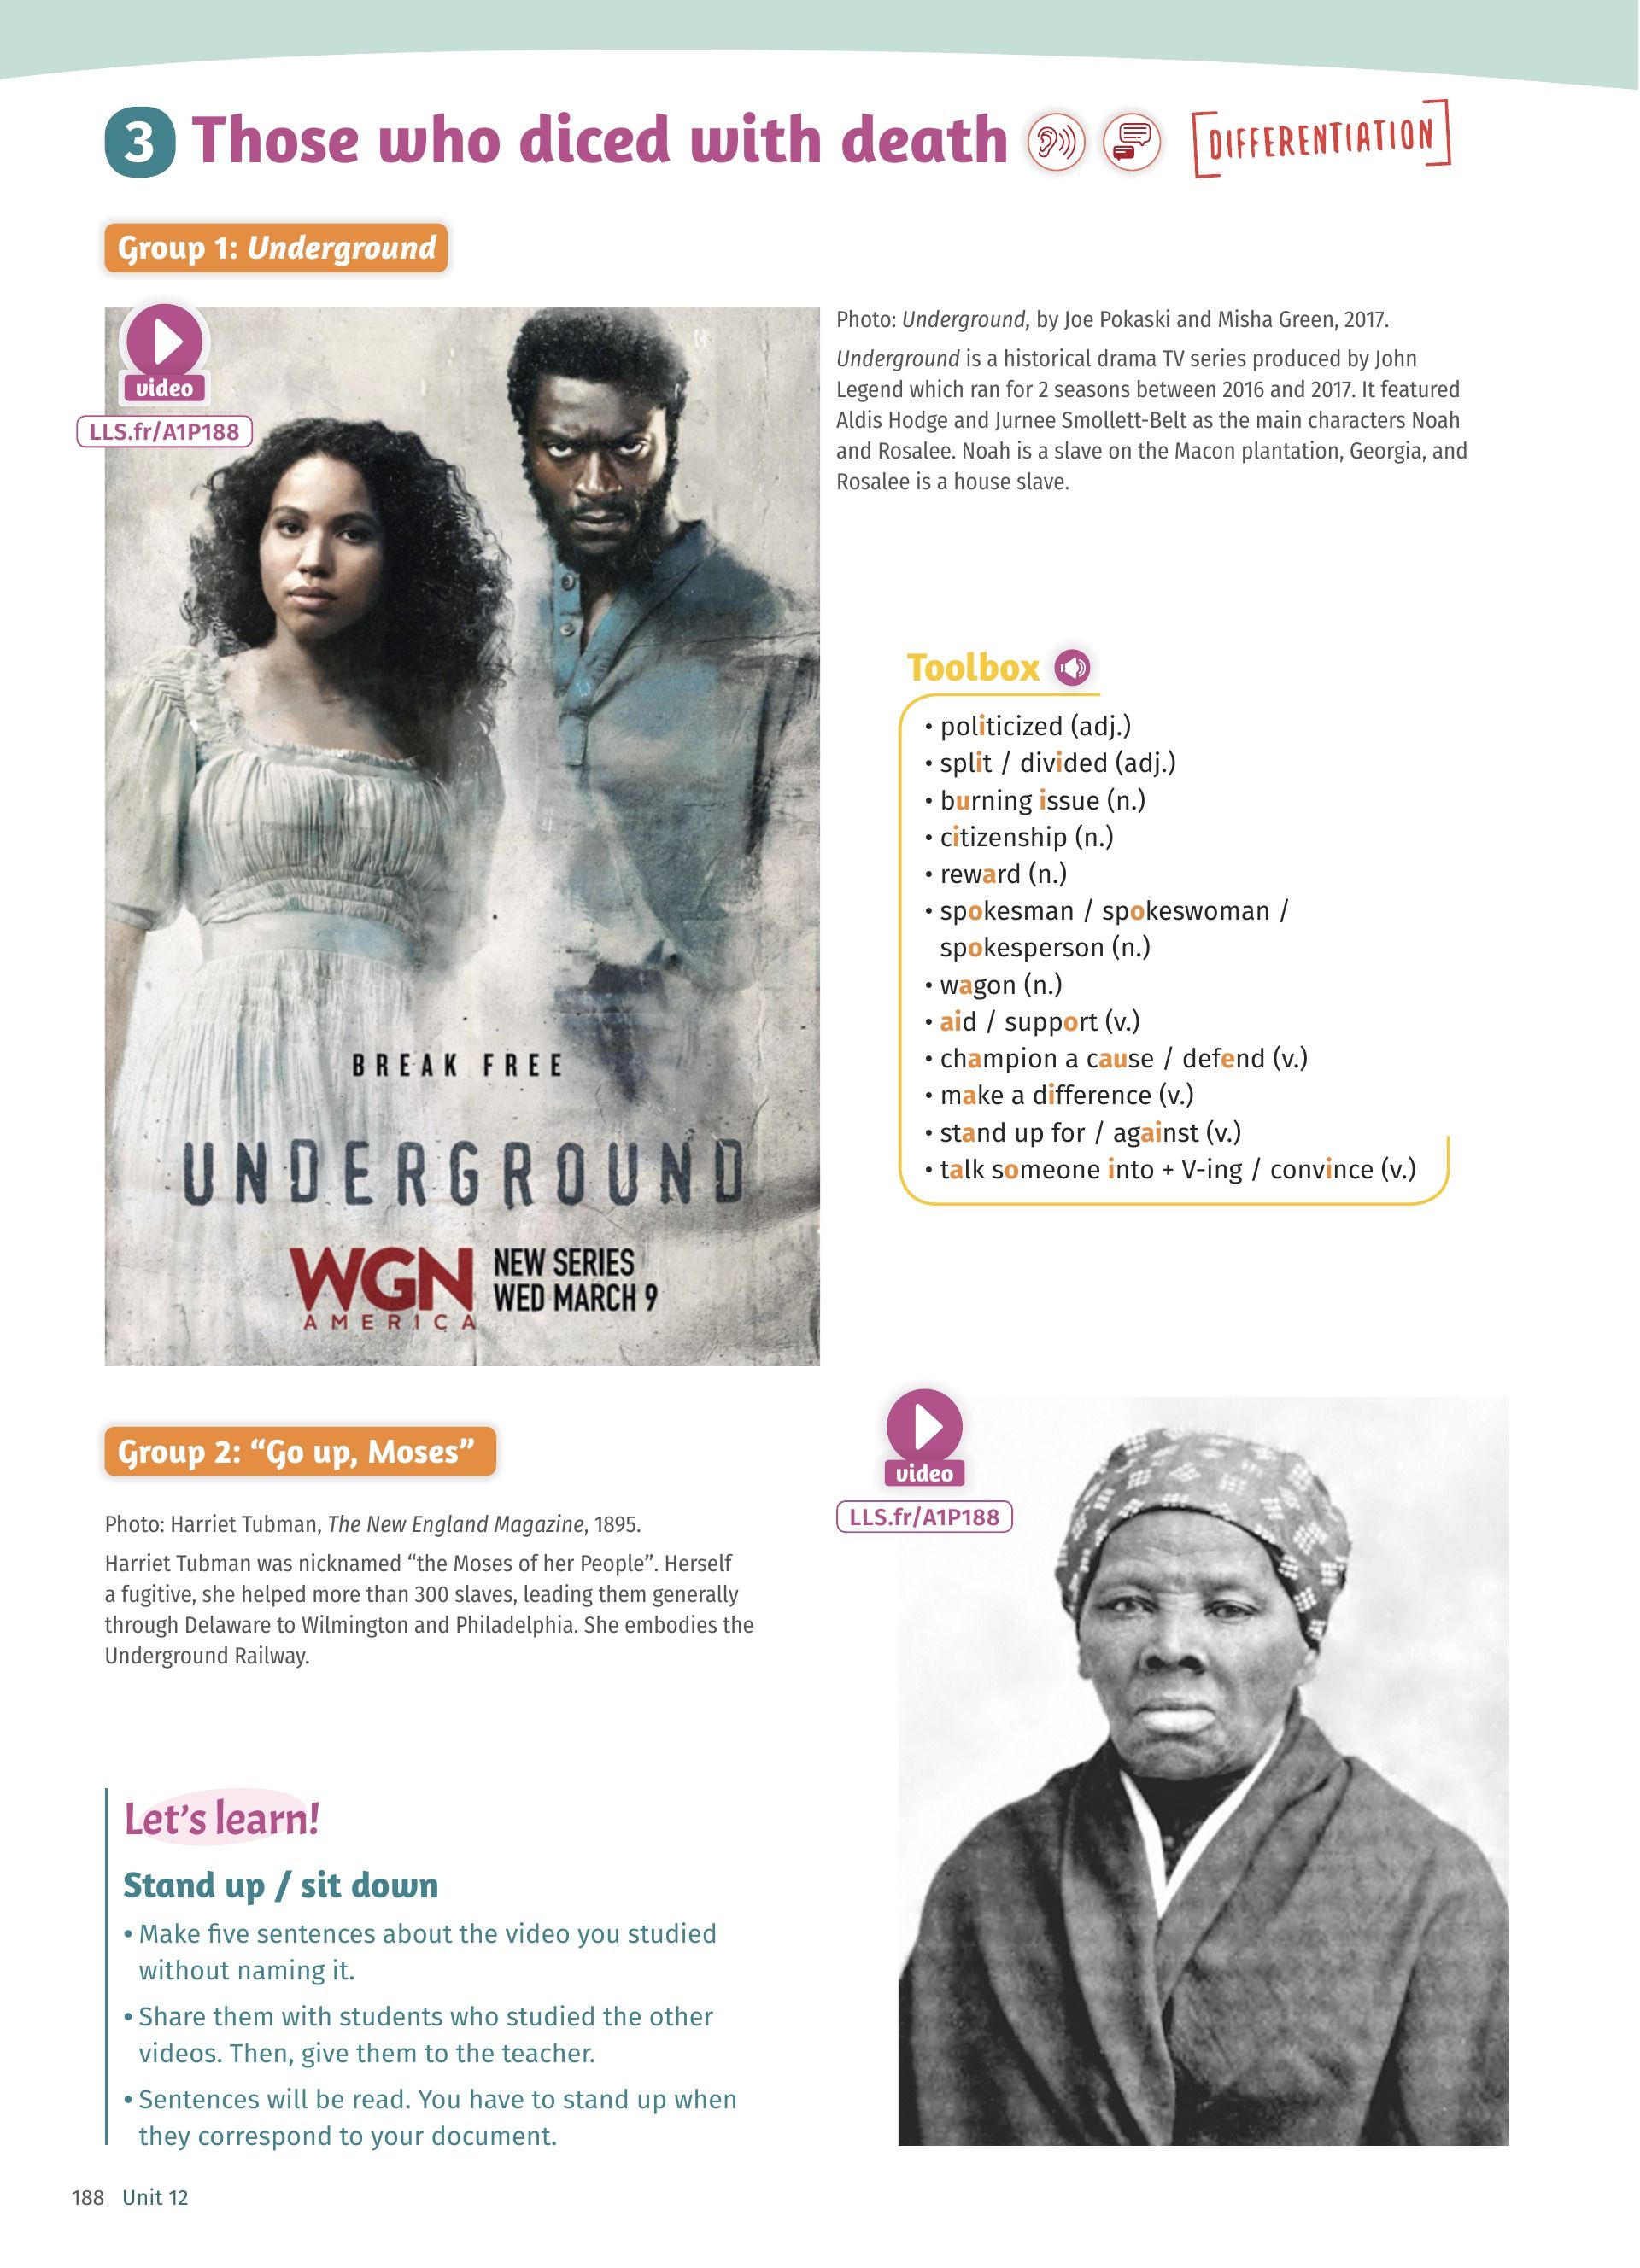 3 Those who diced with death
DIFFERENTIATION
Group 1: Underground
video
LLS.fr/A1P188
BREAK FREE
UNDERGROUND
WGN
AMERICA
NEW SERIES
WED MARCH 9
Photo: Underground, by Joe Pokaski and Misha Green, 2017.
Underground is a historical drama TV series produced by John
Legend which ran for 2 seasons between 2016 and 2017. It featured
Aldis Hodge and Jurnee Smollett-Belt as the main characters Noah
and Rosalee. Noah is a slave on the Macon plantation, Georgia, and
Rosalee is a house slave.
Toolbox
• politicized (adj.)
• split / divided (adj.)
• burning issue (n.)
• citizenship (n.)
• reward (n.)
• spokesman / spokeswoman /
spokesperson (n.)
• wagon (n.)
• aid / support (v.)
• champion a cause / defend (v.)
• make a difference (v.)
• stand up for / against (v.)
• talk someone into + V-ing / convince (v.)
Group 2: “Go up, Moses”
Photo: Harriet Tubman, The New England Magazine, 1895.
Harriet Tubman was nicknamed “the Moses of her People”. Herself
a fugitive, she helped more than 300 slaves, leading them generally
through Delaware to Wilmington and Philadelphia. She embodies the
Underground Railway.
video
LLS.fr/A1P188
Let’s learn!
Stand up / sit down
• Make five sentences about the video you studied
without naming it.
• Share them with students who studied the other
videos. Then, give them to the teacher.
• Sentences will be read. You have to stand up when
they correspond to your document.
188 Unit 12